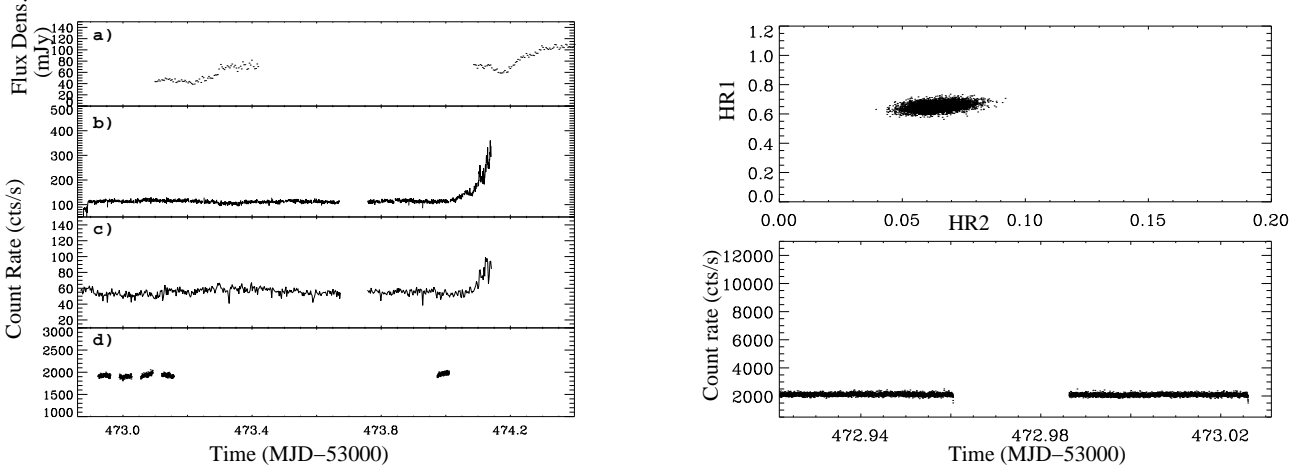 Flux Dens.
(mJy)
a)
140
120
100
80
60
40
20
0
b)
500
400
300
200
100
Count Rate (cts/s)
c)
140
120
100
80
60
40
20
d)
3000
2500
2000
1500
1000
473.0 473.4 473.8 474.2
Time (MJD−53000)
HR1
1.2
1.0
0.8
0.6
0.4
0.2
0.0
0.00 0.05 0.10 0.15 0.20
HR2
Count rate (cts/s)
12000
10000
8000
6000
4000
2000
472.94 472.98 473.02
Time (MJD−53000)